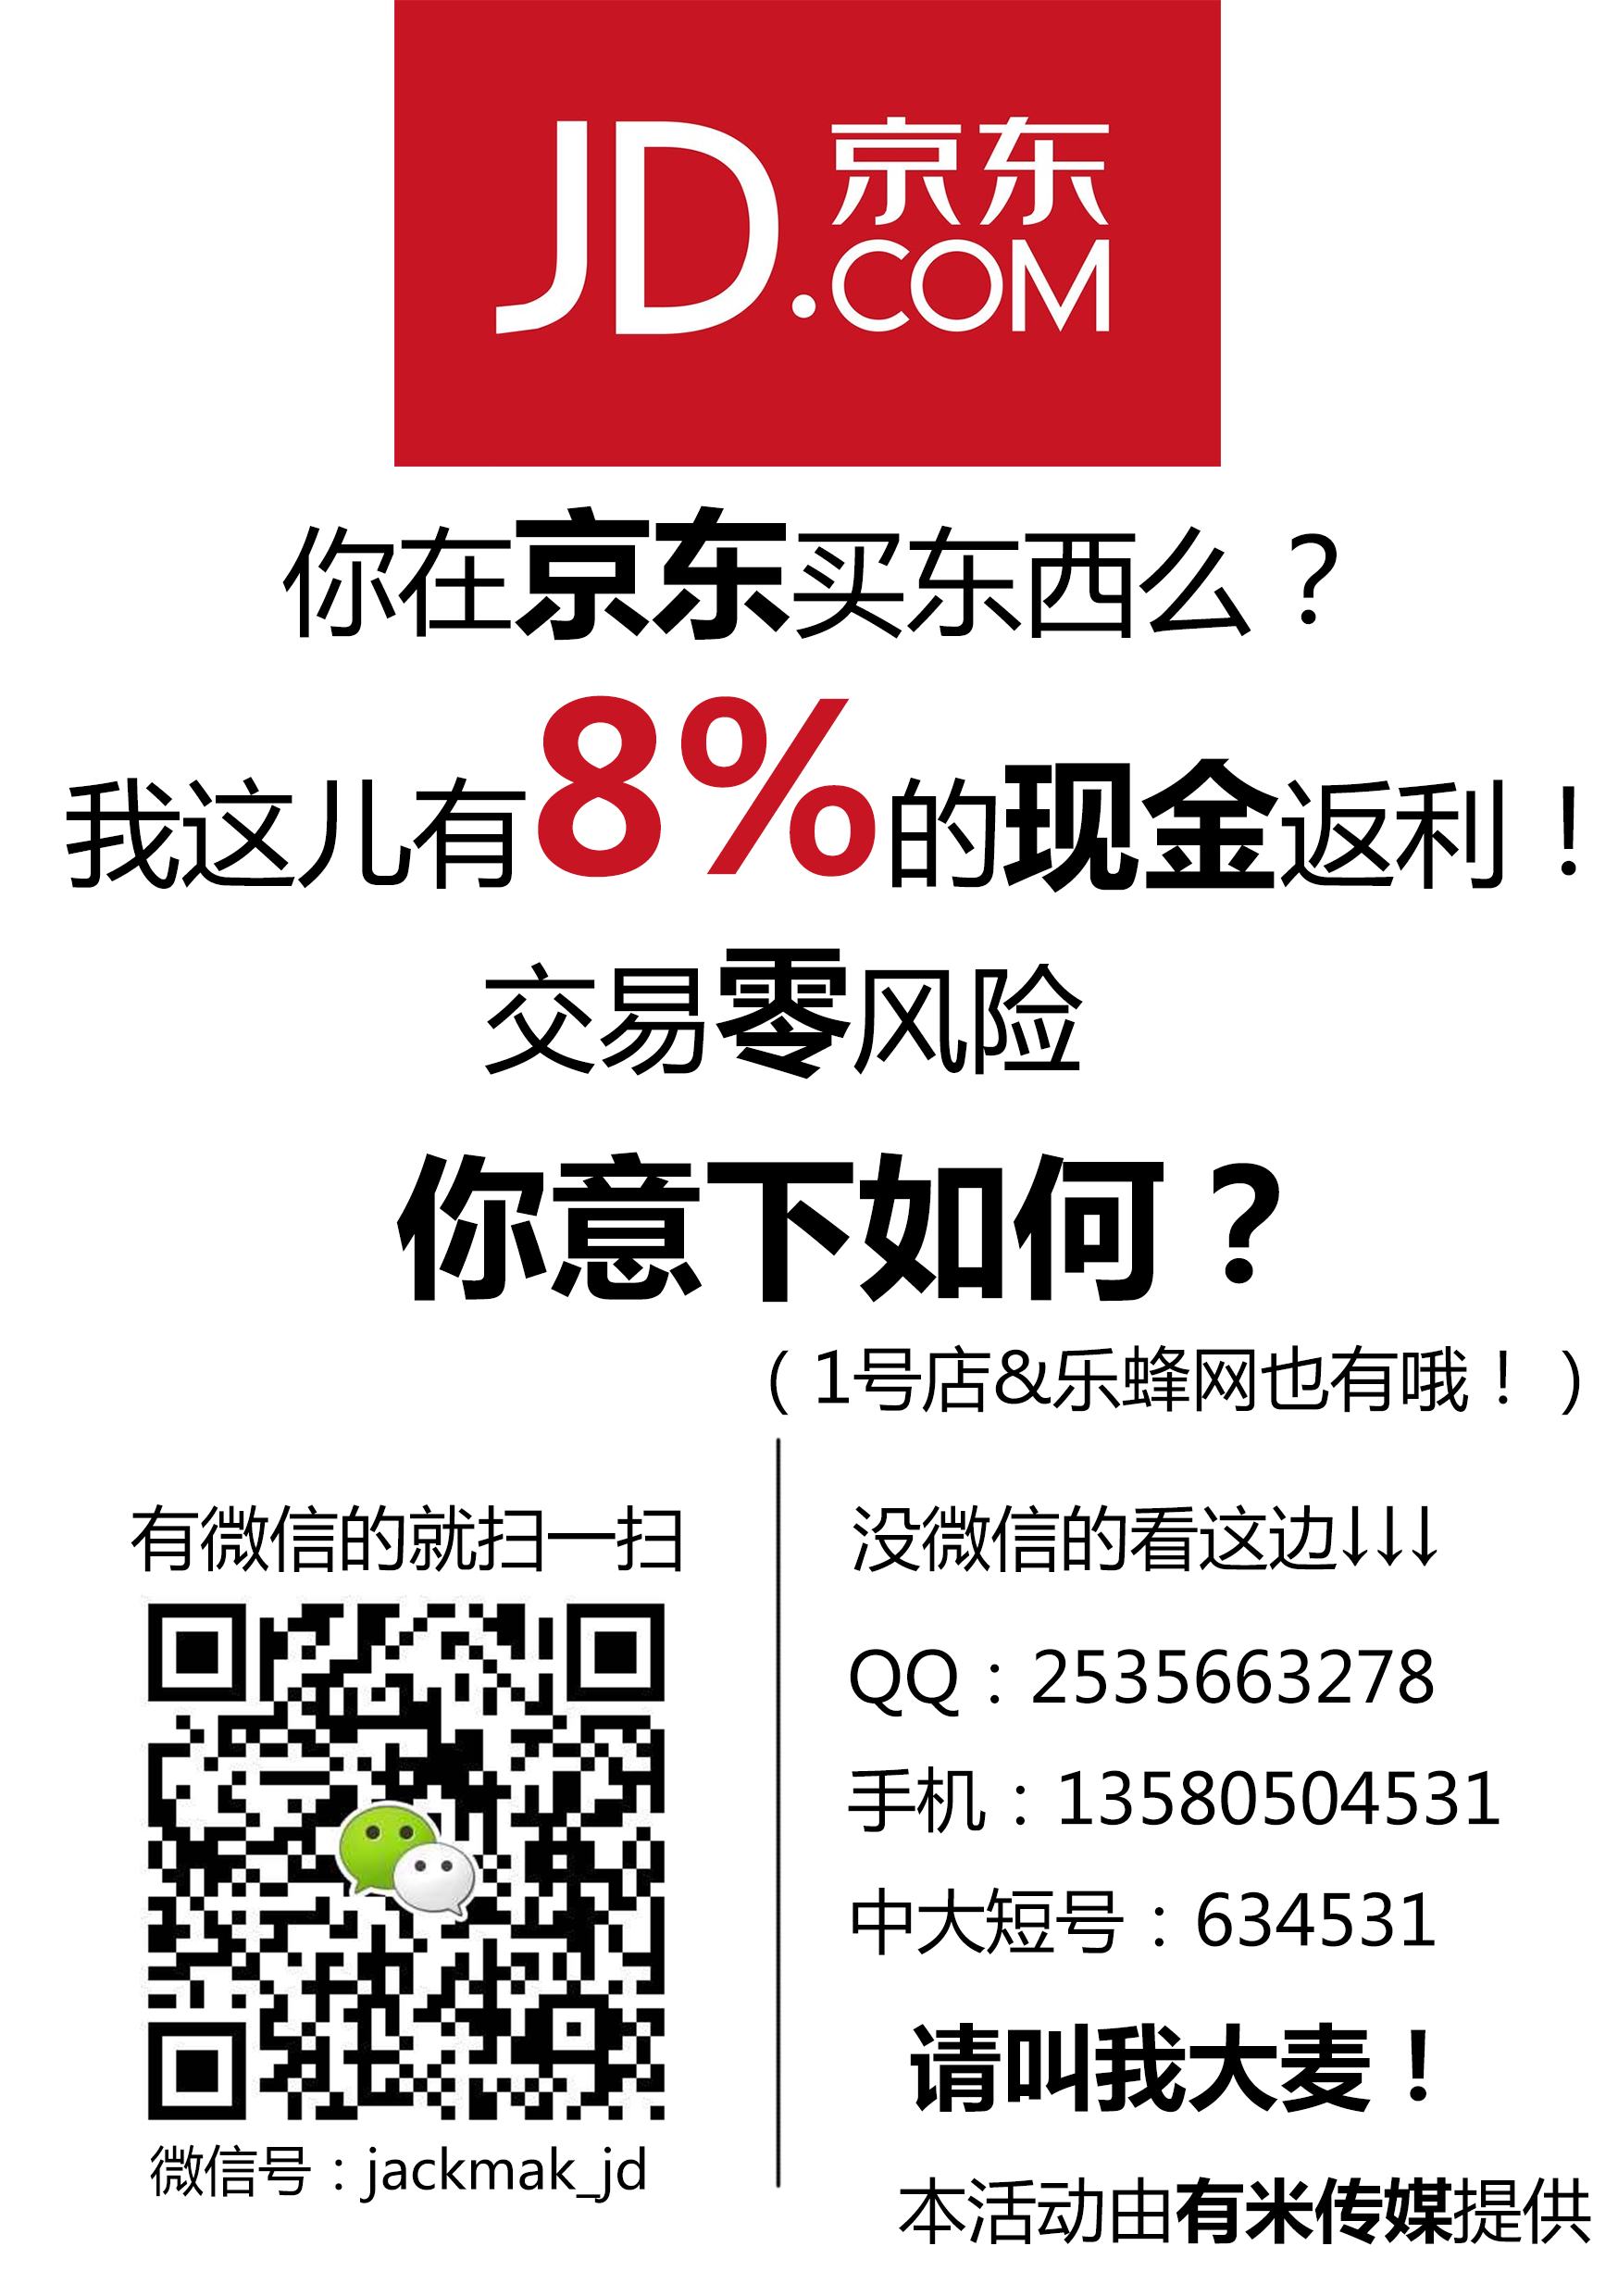 JD.京东
.COM
你在京东买东西么？
我这儿有8%的现金返利！
交易零风险
你意下如何？
（1号店&乐蜂网也有哦！）
有微信的就扫一扫
微信号：jackmak_jd
没微信的看这边↓↓↓
QQ：2535663278
手机：13580504531
中大短号：634531
请叫我大麦！
本活动由有米传媒提供